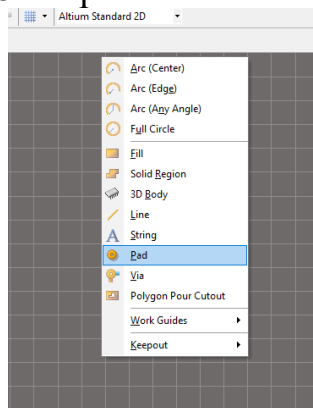 Altium Standard 2D
Arc (Center)
Arc (Edge)
Arc (Any Angle)
Full Circle
Fill
Solid Region
3D Body
Line
String
Pad
Via
Polygon Pour Cutout
Work Guides
Keepout